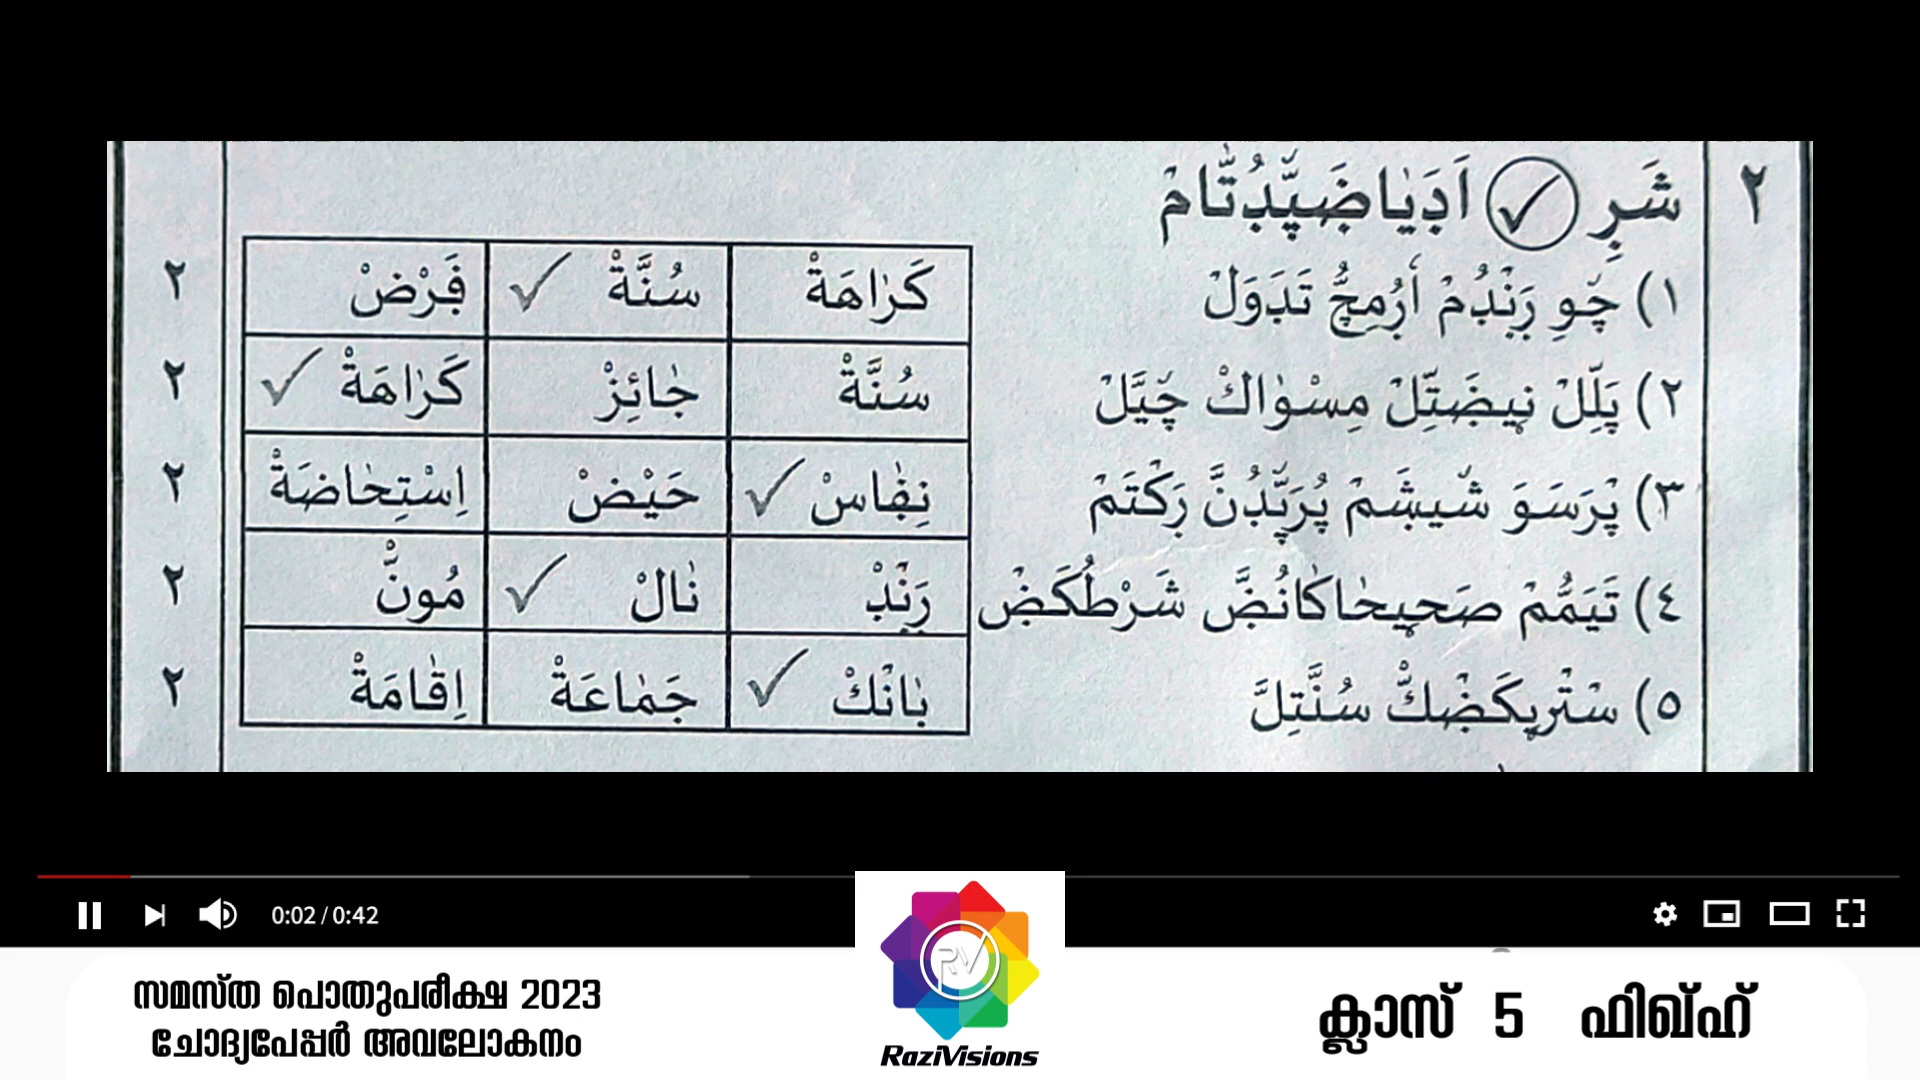 ٢ شَرِ ✓ اَڊَيٰاضَپَّڊُتَّامْ
١) چٗوِ رَنْڊُمْ اُرُمِچُّ تَڊَوَلْ كَرٰاهَةْ سُنَّةْ ✓ فَرْضْ ٢
٢) پَلِّلْ نِيضَتِّلْ مِسْوٰاكْ چَيَّلْ سُنَّةْ جٰائِزْ كَرٰاهَةْ ✓ ٢
٣) پْرَسَوَ شٗيشَمْ پُرَپَّڊُنَّ رَكْتَمْ نِفٰاسْ ✓ حَيْضْ اِسْتِحٰاضَةْ ٢
٤) تَيَمُّمْ صَحِيحٰاكٰانُضَّ شَرْطُكَضْ رَنْڊْ نٰالْ ✓ مُونّْ ٢
٥) سْتْرِيكَضْكّْ سُنَّتِلَّ بٰانْكْ ✓ جَمٰاعَةْ اِقٰامَةْ ٢
0:02 / 0:42
സമസ്ത പൊതുപരീക്ഷ 2023
ചോദ്യപേപ്പർ അവലോകനം
RV
RaziVisions
ക്ലാസ് 5 ഫിഖ്ഹ്